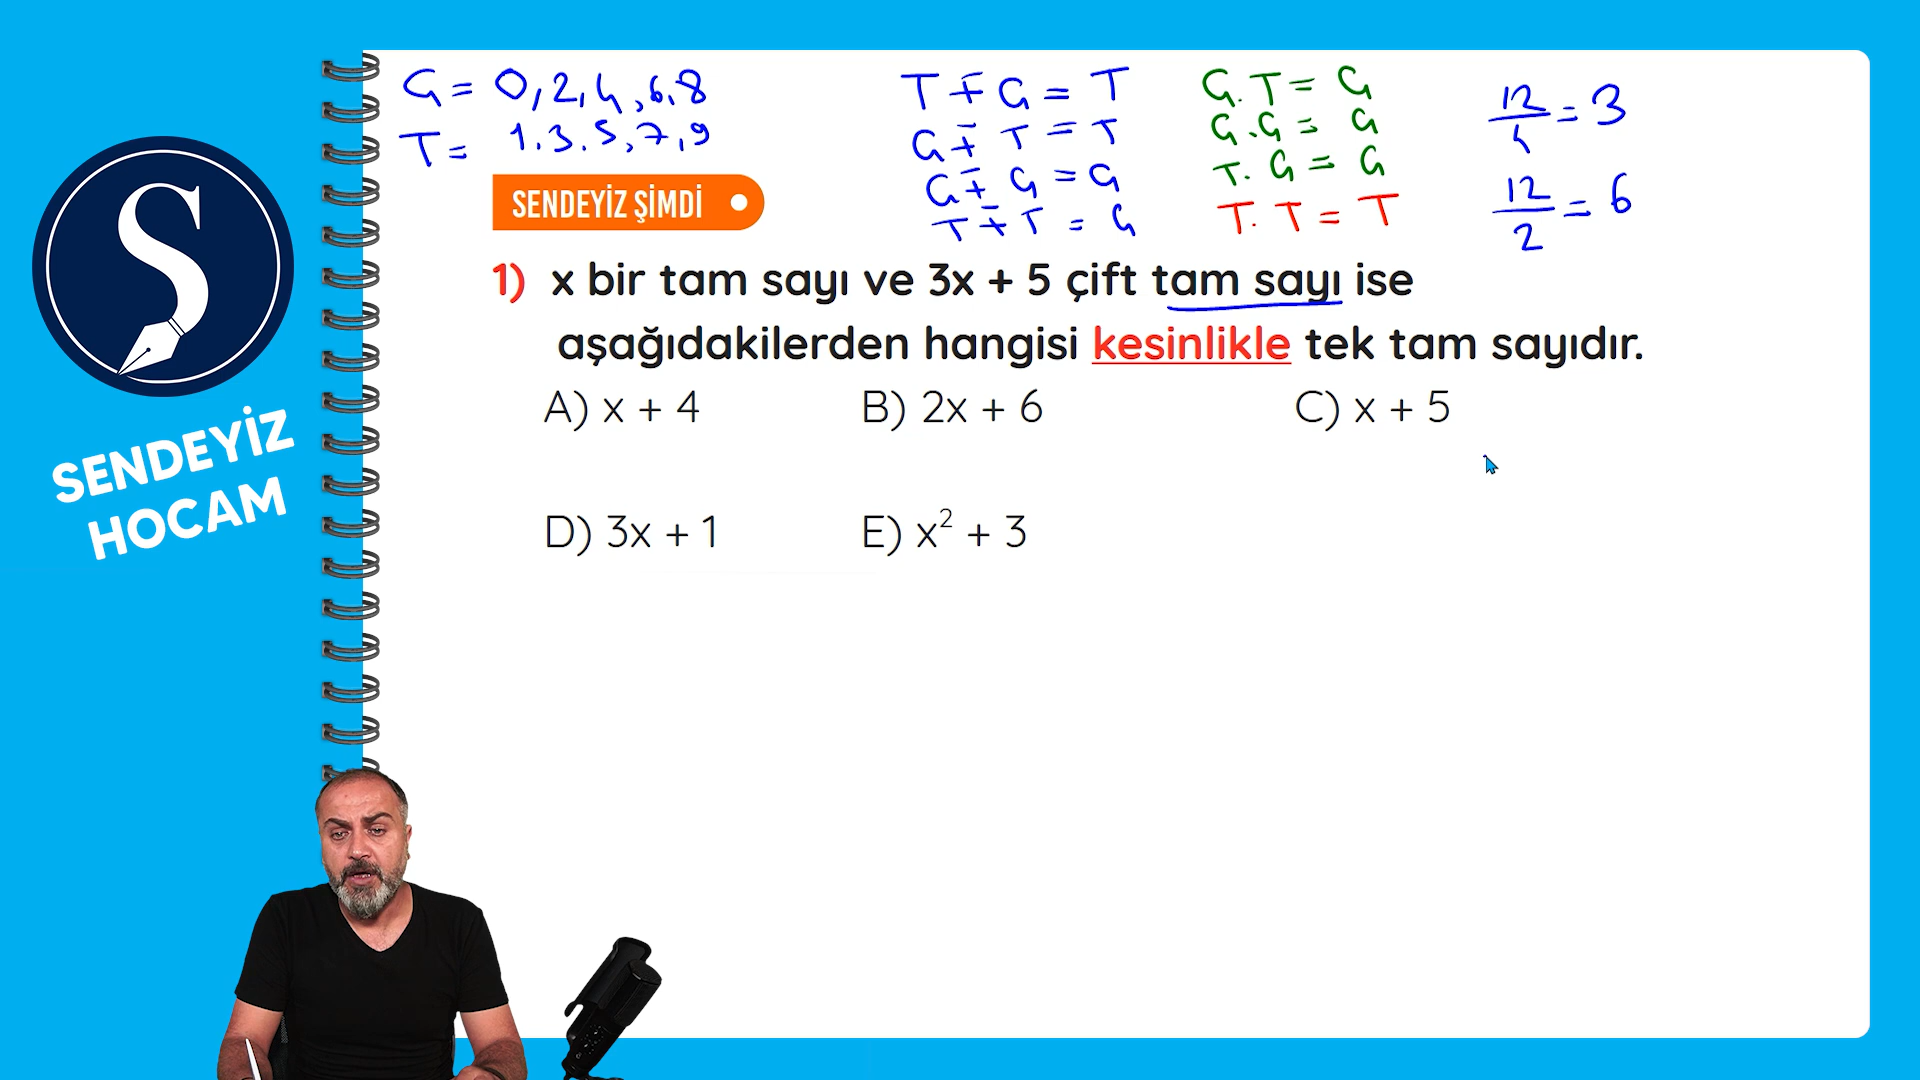 Ç = 0, 2, 4, 6, 8
T = 1, 3, 5, 7, 9
T ∓ Ç = T
Ç ∓ T = T
Ç ∓ Ç = Ç
T ∓ T = Ç
Ç . T = Ç
Ç . Ç = Ç
T . Ç = Ç
T . T = T
12/4 = 3
12/2 = 6
SENDEYİZ ŞİMDİ
1) x bir tam sayı ve 3x + 5 çift tam sayı ise
aşağıdakilerden hangisi kesinlikle tek tam sayıdır.
A) x + 4 B) 2x + 6 C) x + 5
D) 3x + 1 E) x² + 3
S
SENDEYİZ
HOCAM